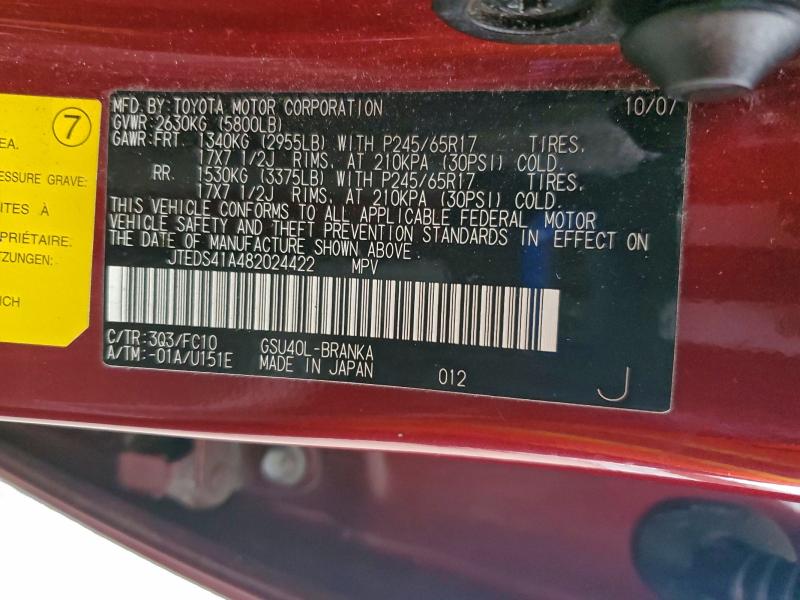 7
EA.
ESSURE GRAVE:
ITES À
PRIÉTAIRE.
TZUNGEN:
ICH
MFD.BY: TOYOTA MOTOR CORPORATION 10/07
GVWR: 2630KG (5800LB)
GAWR: FRT. 1340KG (2955LB) WITH P245/65R17 TIRES.
17X7 1/2J RIMS. AT 210KPA (30PSI) COLD.
RR. 1530KG (3375LB) WITH P245/65R17 TIRES.
17X7 1/2J RIMS. AT 210KPA (30PSI) COLD.
THIS VEHICLE CONFORMS TO ALL APPLICABLE FEDERAL MOTOR
VEHICLE SAFETY AND THEFT PREVENTION STANDARDS IN EFFECT ON
THE DATE OF MANUFACTURE SHOWN ABOVE.
JTEDS41A482024422 MPV
C/TR: 3Q3/FC10 GSU40L-BRANKA
A/TM: -01A/U151E MADE IN JAPAN 012 J